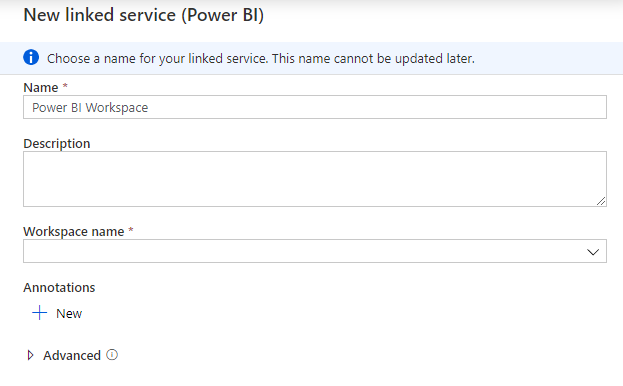 New linked service (Power BI)
Choose a name for your linked service. This name cannot be updated later.
Name *
Power BI Workspace
Description
Workspace name *
Annotations
New
Advanced